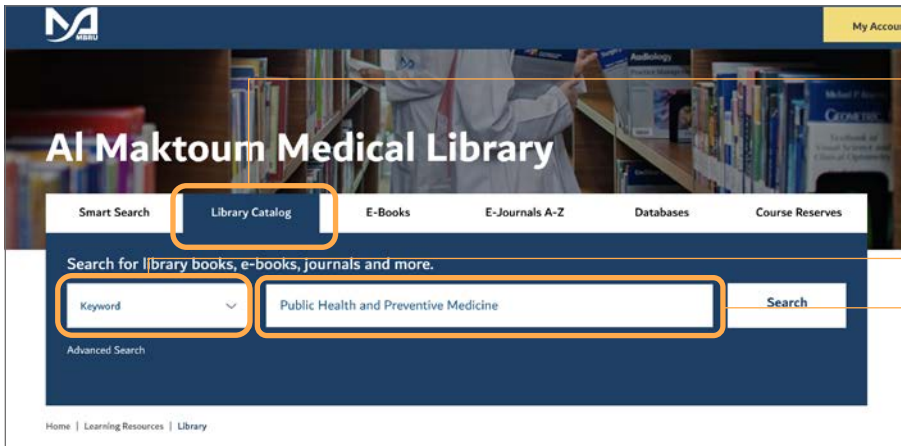 MBRU
My Accou
Audiology
Al Maktoum Medical Library
Smart Search Library Catalog E-Books E-Journals A-Z Databases Course Reserves
Search for library books, e-books, journals and more.
Keyword Public Health and Preventive Medicine Search
Advanced Search
Home | Learning Resources | Library